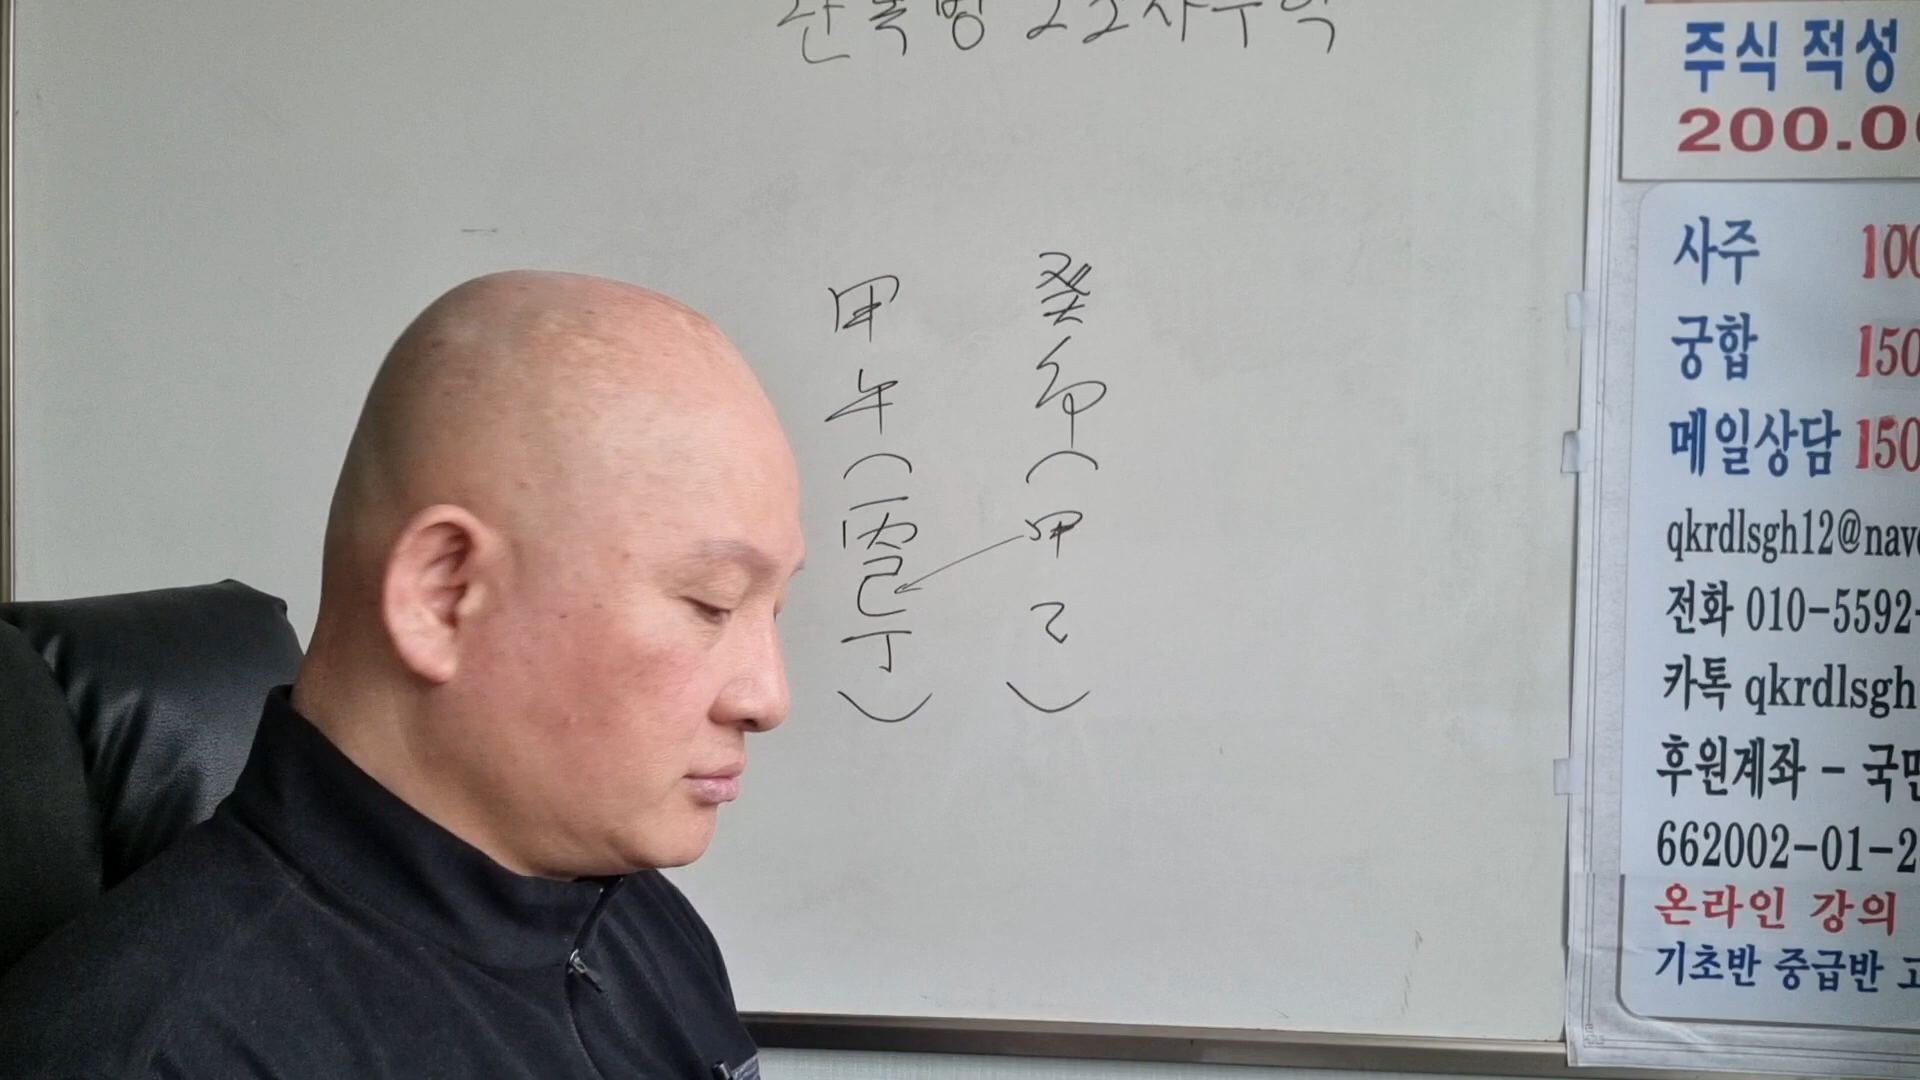 주식 적성
200.0
사주 100
궁합 150
메일상담 150
qkrdlsgh12@nav
전화 010-5592-
카톡 qkrdlsgh
후원계좌 - 국민
662002-01-2
온라인 강의
기초반 중급반 고
甲 癸
午 卯
( (
丙 甲
己 乙
丁
) )